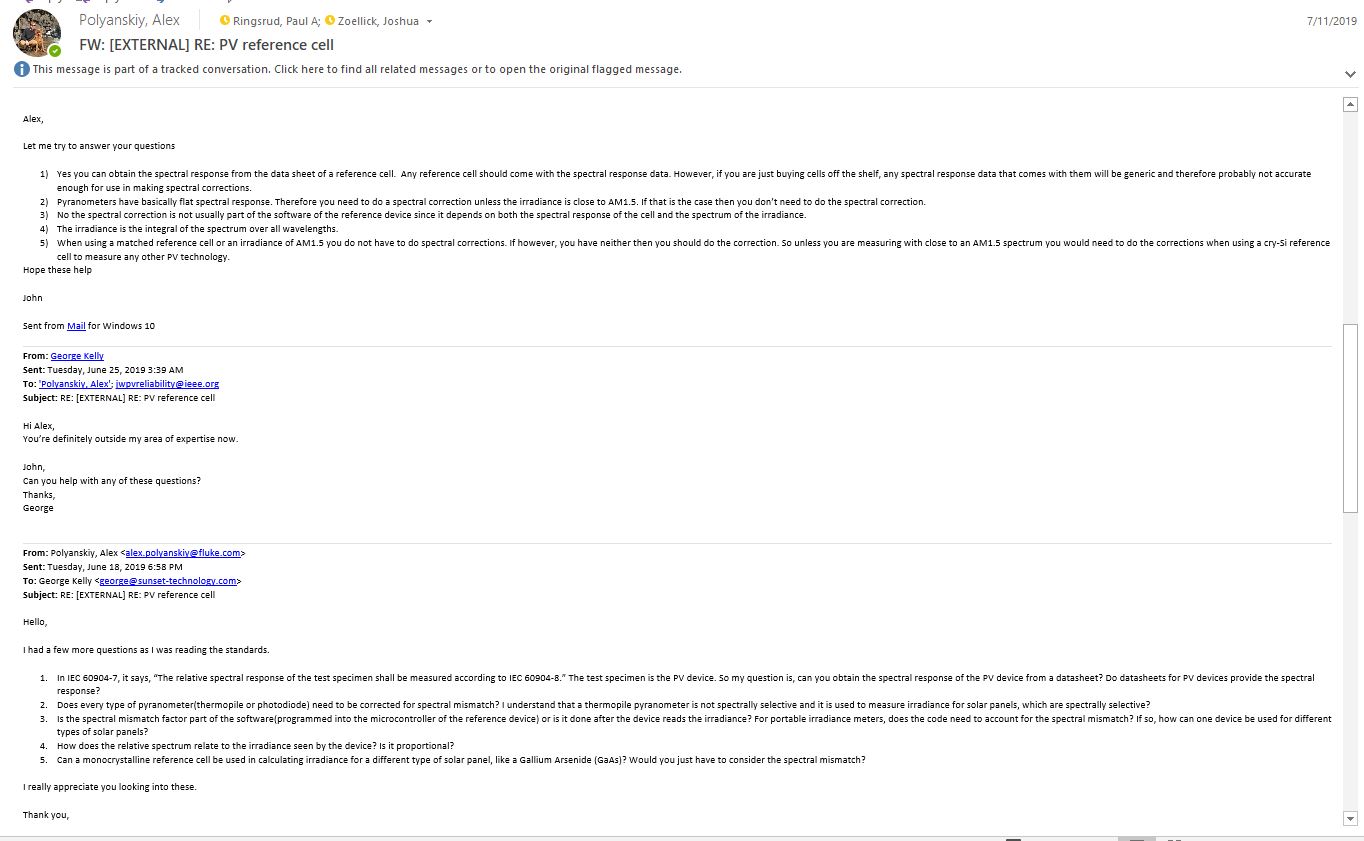 Polyanskiy, Alex
Ringsrud, Paul A; Zoellick, Joshua
7/11/2019
FW: [EXTERNAL] RE: PV reference cell
This message is part of a tracked conversation. Click here to find all related messages or to open the original flagged message.
Alex,
Let me try to answer your questions
1) Yes you can obtain the spectral response from the data sheet of a reference cell. Any reference cell should come with the spectral response data. However, if you are just buying cells off the shelf, any spectral response data that comes with them will be generic and therefore probably not accurate
enough for use in making spectral corrections.
2) Pyranometers have basically flat spectral response. Therefore you need to do a spectral correction unless the irradiance is close to AM1.5. If that is the case then you don't need to do the spectral correction.
3) No the spectral correction is not usually part of the software of the reference device since it depends on both the spectral response of the cell and the spectrum of the irradiance.
4) The irradiance is the integral of the spectrum over all wavelengths.
5) When using a matched reference cell or an irradiance of AM1.5 you do not have to do spectral corrections. If however, you have neither then you should do the correction. So unless you are measuring with close to an AM1.5 spectrum you would need to do the corrections when using a cry-Si reference
cell to measure any other PV technology.
Hope these help
John
Sent from Mail for Windows 10
From: George Kelly
Sent: Tuesday, June 25, 2019 3:39 AM
To: 'Polyanskiy, Alex'; jwpvreliability@ieee.org
Subject: RE: [EXTERNAL] RE: PV reference cell
Hi Alex,
You're definitely outside my area of expertise now.
John,
Can you help with any of these questions?
Thanks,
George
From: Polyanskiy, Alex <alex.polyanskiy@fluke.com>
Sent: Tuesday, June 18, 2019 6:58 PM
To: George Kelly <george@sunset-technology.com>
Subject: RE: [EXTERNAL] RE: PV reference cell
Hello,
I had a few more questions as I was reading the standards.
1. In IEC 60904-7, it says, "The relative spectral response of the test specimen shall be measured according to IEC 60904-8." The test specimen is the PV device. So my question is, can you obtain the spectral response of the PV device from a datasheet? Do datasheets for PV devices provide the spectral
response?
2. Does every type of pyranometer(thermopile or photodiode) need to be corrected for spectral mismatch? I understand that a thermopile pyranometer is not spectrally selective and it is used to measure irradiance for solar panels, which are spectrally selective?
3. Is the spectral mismatch factor part of the software(programmed into the microcontroller of the reference device) or is it done after the device reads the irradiance? For portable irradiance meters, does the code need to account for the spectral mismatch? If so, how can one device be used for different
types of solar panels?
4. How does the relative spectrum relate to the irradiance seen by the device? Is it proportional?
5. Can a monocrystalline reference cell be used in calculating irradiance for a different type of solar panel, like a Gallium Arsenide (GaAs)? Would you just have to consider the spectral mismatch?
I really appreciate you looking into these.
Thank you,